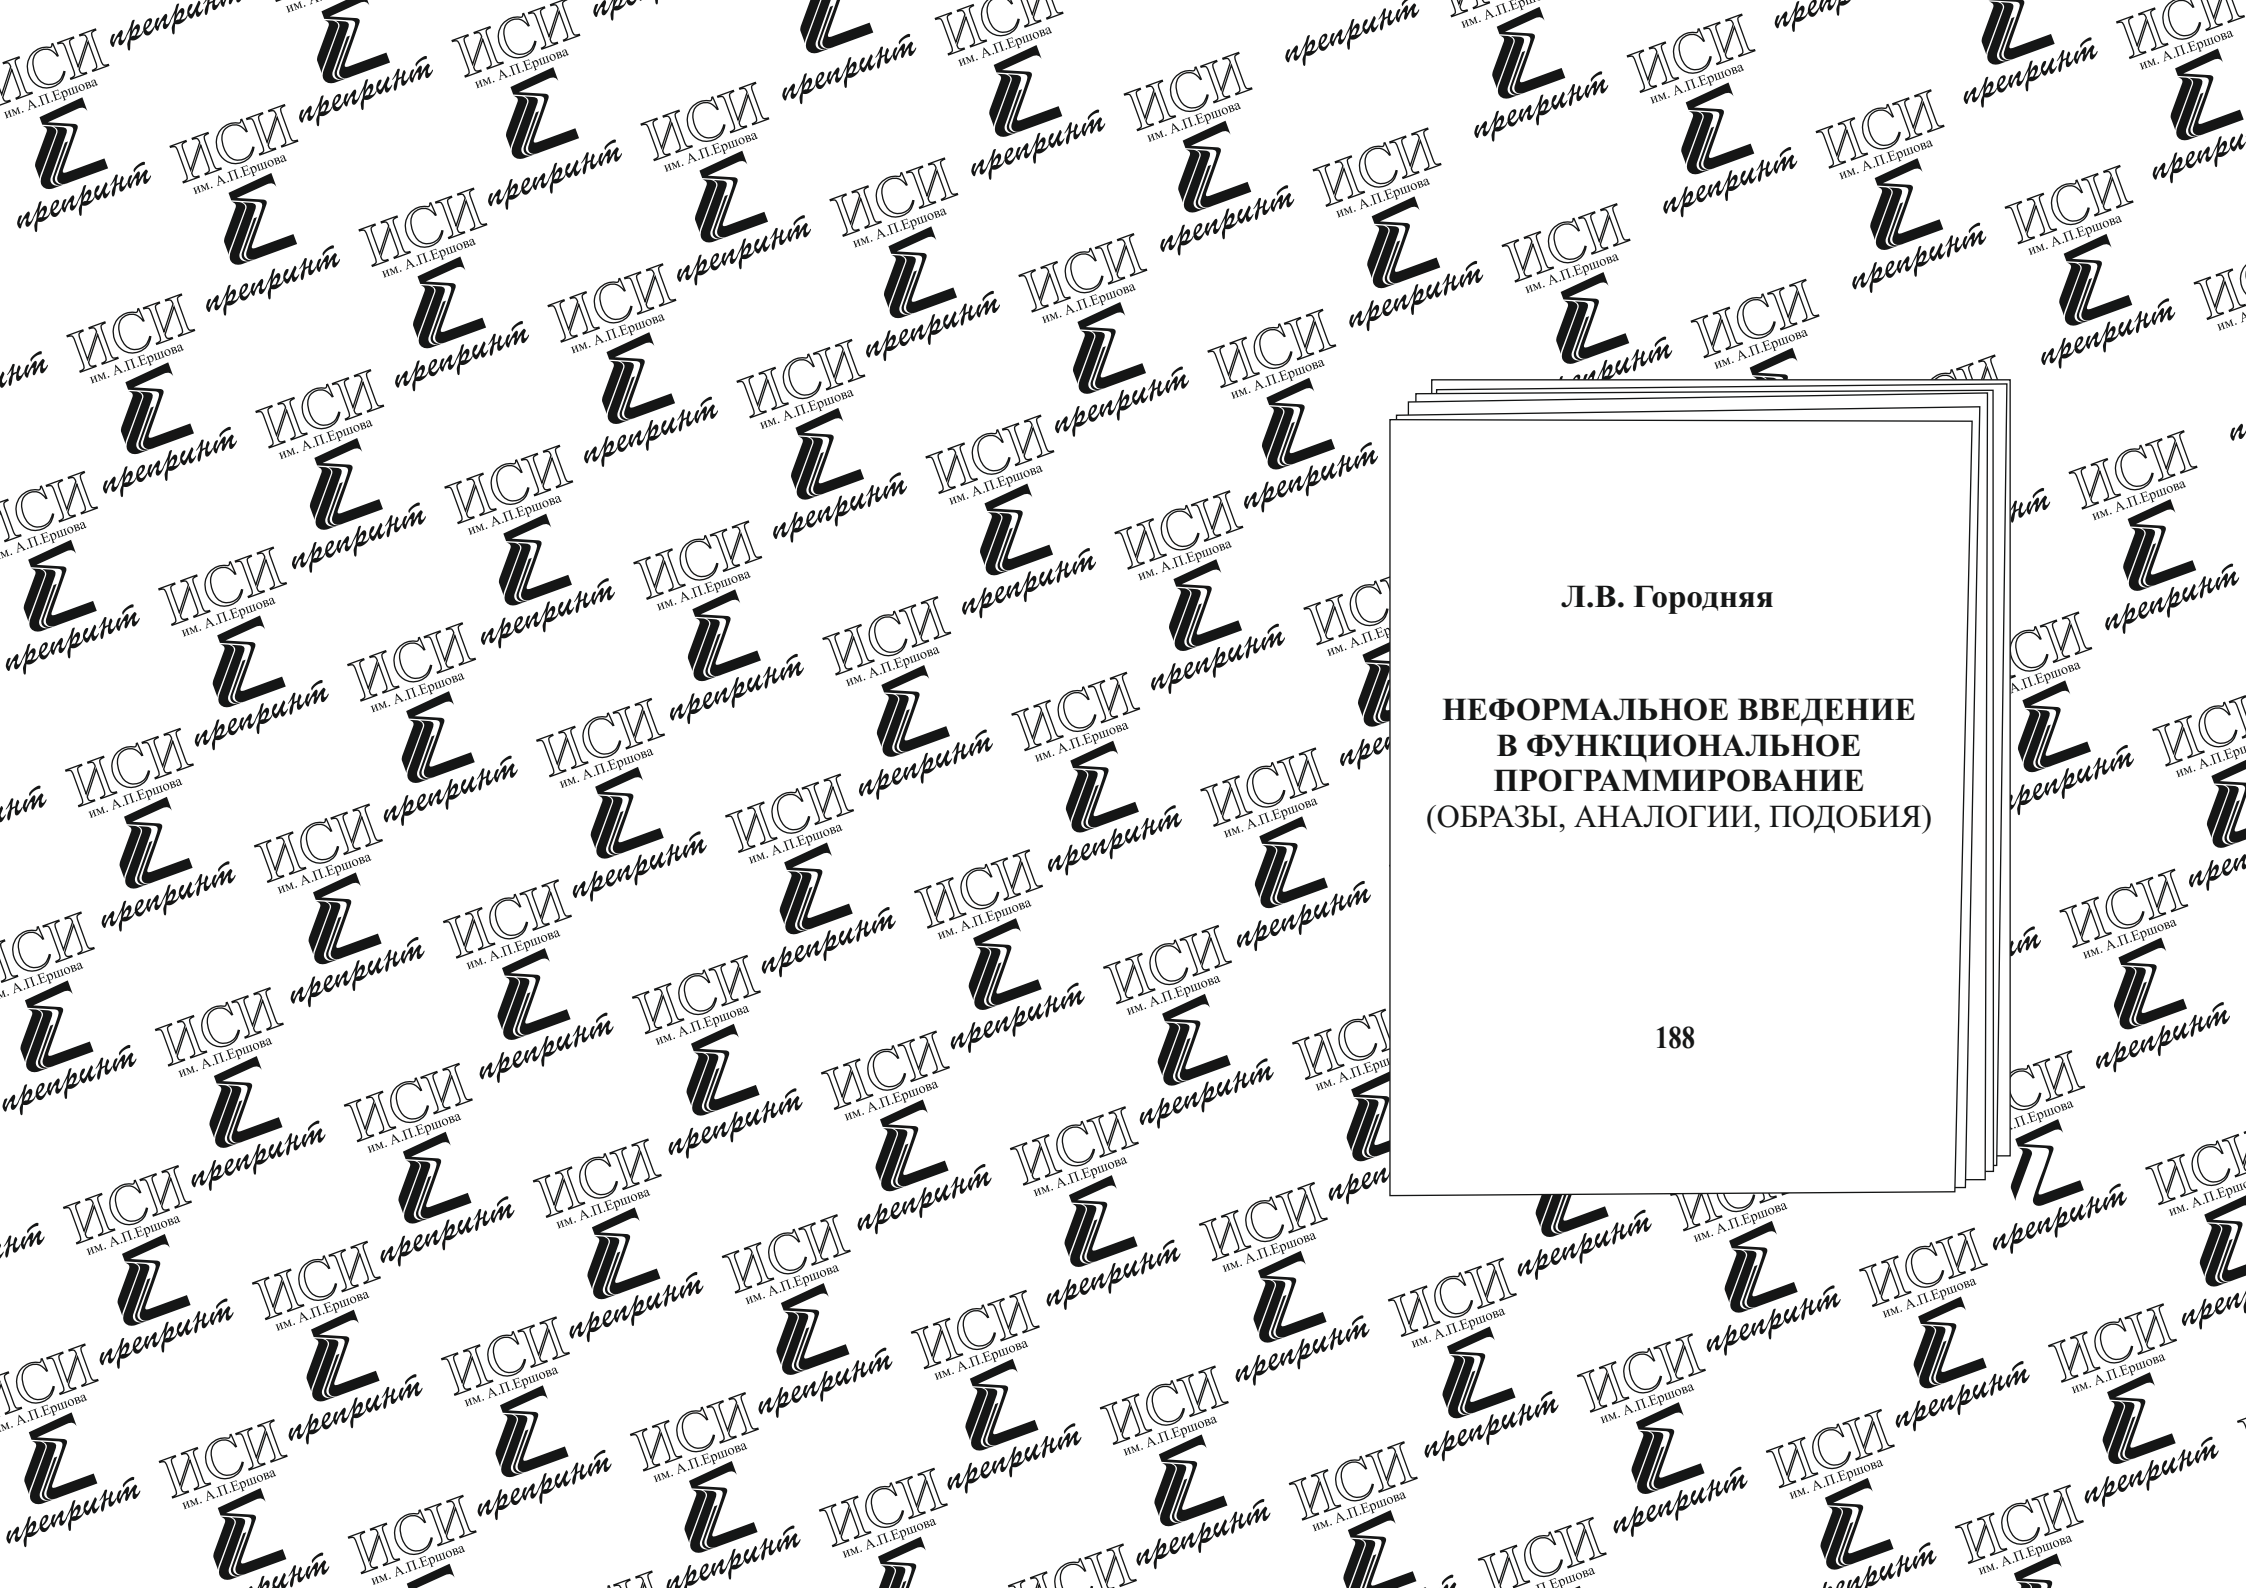 Л.В. Городняя
НЕФОРМАЛЬНОЕ ВВЕДЕНИЕ
В ФУНКЦИОНАЛЬНОЕ
ПРОГРАММИРОВАНИЕ
(ОБРАЗЫ, АНАЛОГИИ, ПОДОБИЯ)
188
ИСИ
им. А.П.Ершова
препринт